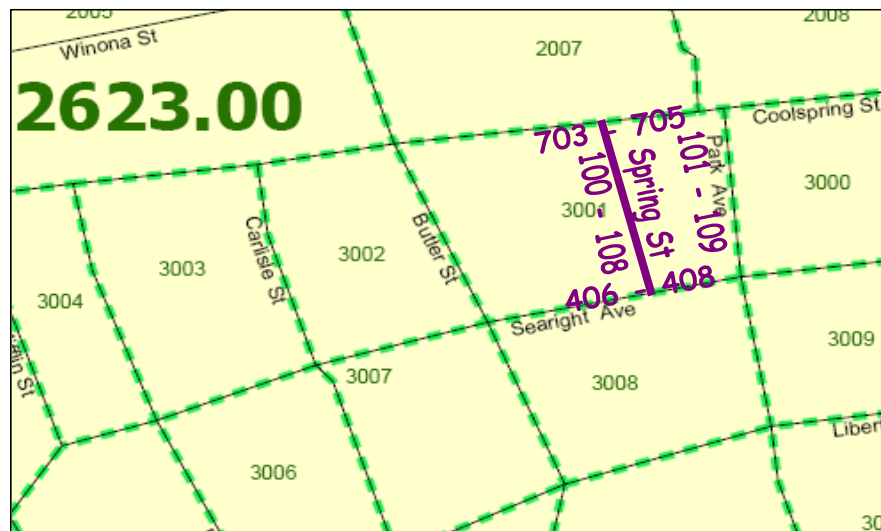 2005
Winona St
2007
2008
2623.00
Coolspring St
703
705
100 - 108
Spring St
101 - 109
Park Ave
3000
3001
Butler St
3002
Carlisle St
3003
3004
406
408
Searight Ave
3009
3007
3008
3006